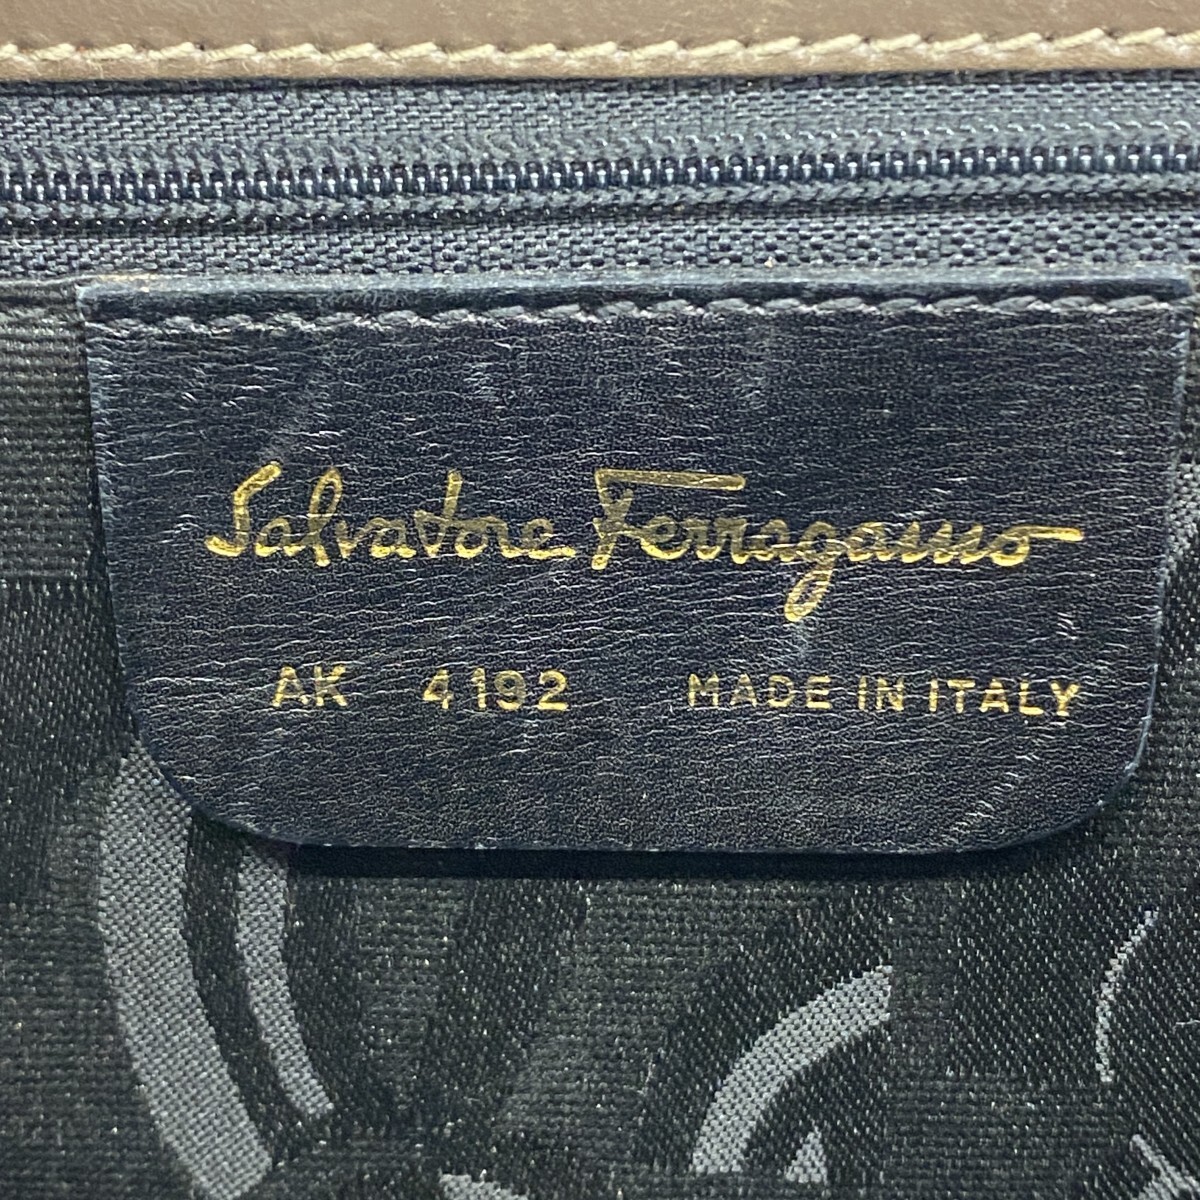 Salvatore Ferragamo
AK 4192 MADE IN ITALY